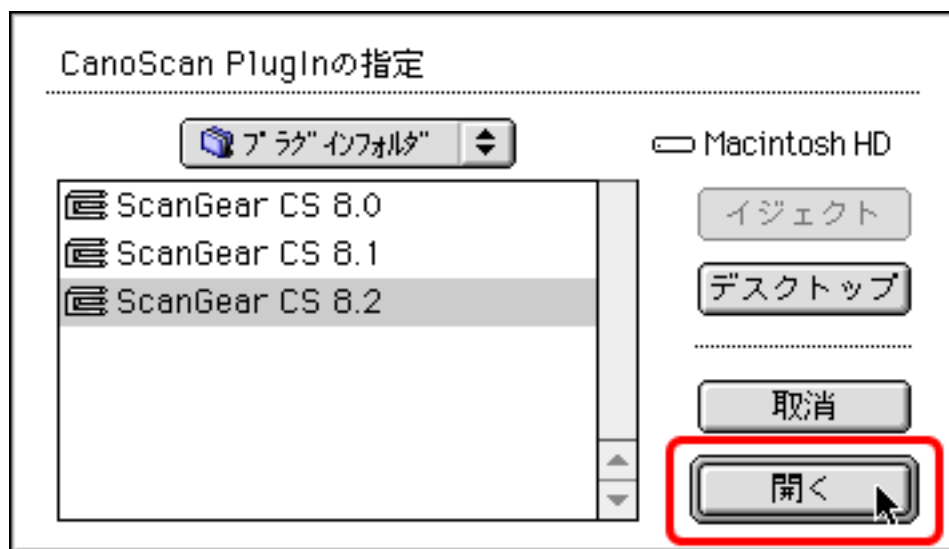 CanoScan PlugInの指定
プラグインフォルダ
Macintosh HD
ScanGear CS 8.0
ScanGear CS 8.1
ScanGear CS 8.2
イジェクト
デスクトップ
取消
開く